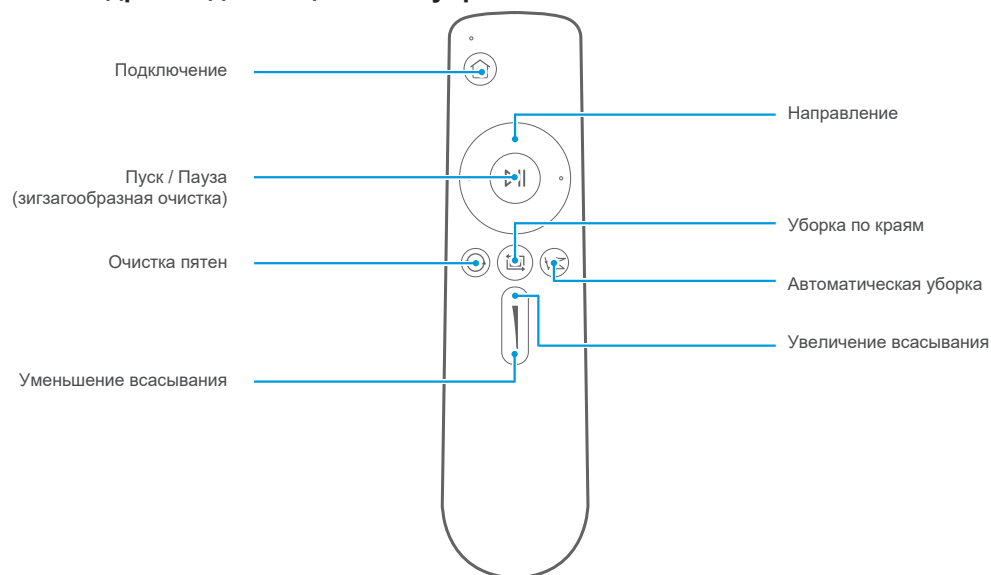 Подключение
Направление
Пуск / Пауза
(зигзагообразная очистка)
Уборка по краям
Очистка пятен
Автоматическая уборка
Увеличение всасывания
Уменьшение всасывания